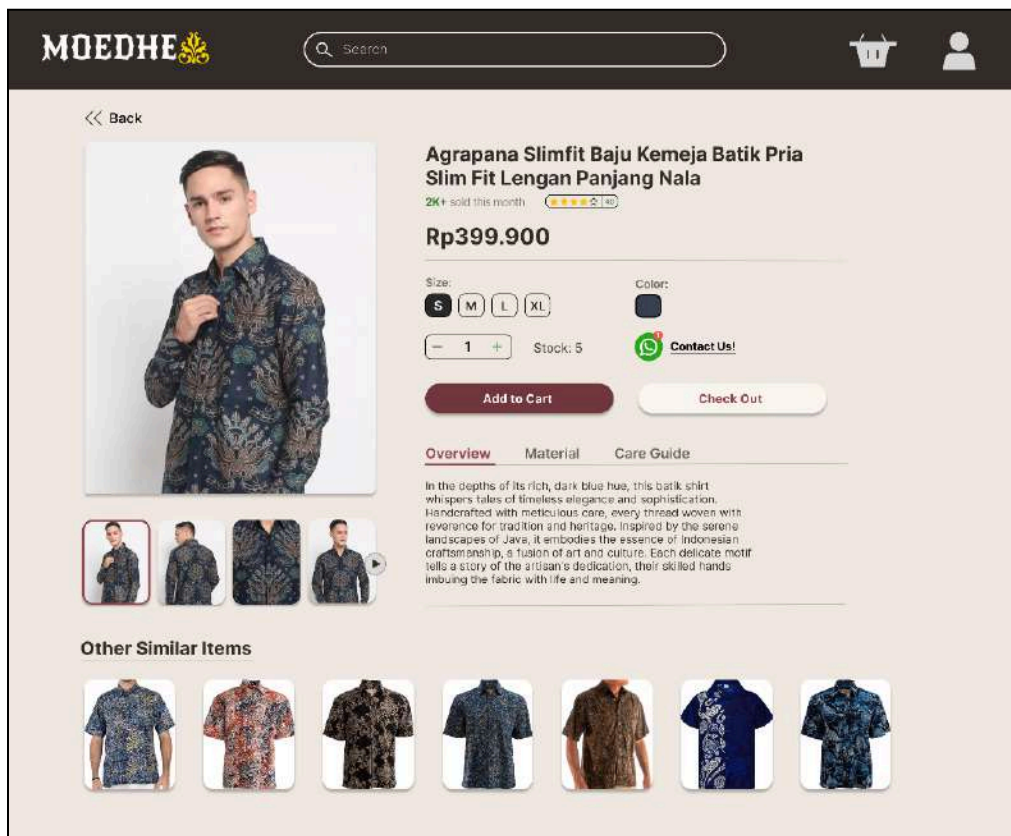 MOEDHE
Search
Back
Agrapana Slimfit Baju Kemeja Batik Pria
Slim Fit Lengan Panjang Nala
2K+ sold this month 40
Rp399.900
Size: Color:
S M L XL
− 1 + Stock: 5 1 Contact Us!
Add to Cart Check Out
Overview Material Care Guide
In the depths of its rich, dark blue hue, this batik shirt
whispers tales of timeless elegance and sophistication.
Handcrafted with meticulous care, every thread woven with
reverence for tradition and heritage. Inspired by the serene
landscapes of Java, it embodies the essence of Indonesian
craftsmanship, a fusion of art and culture. Each delicate motif
tells a story of the artisan's dedication, their skilled hands
imbuing the fabric with life and meaning.
Other Similar Items